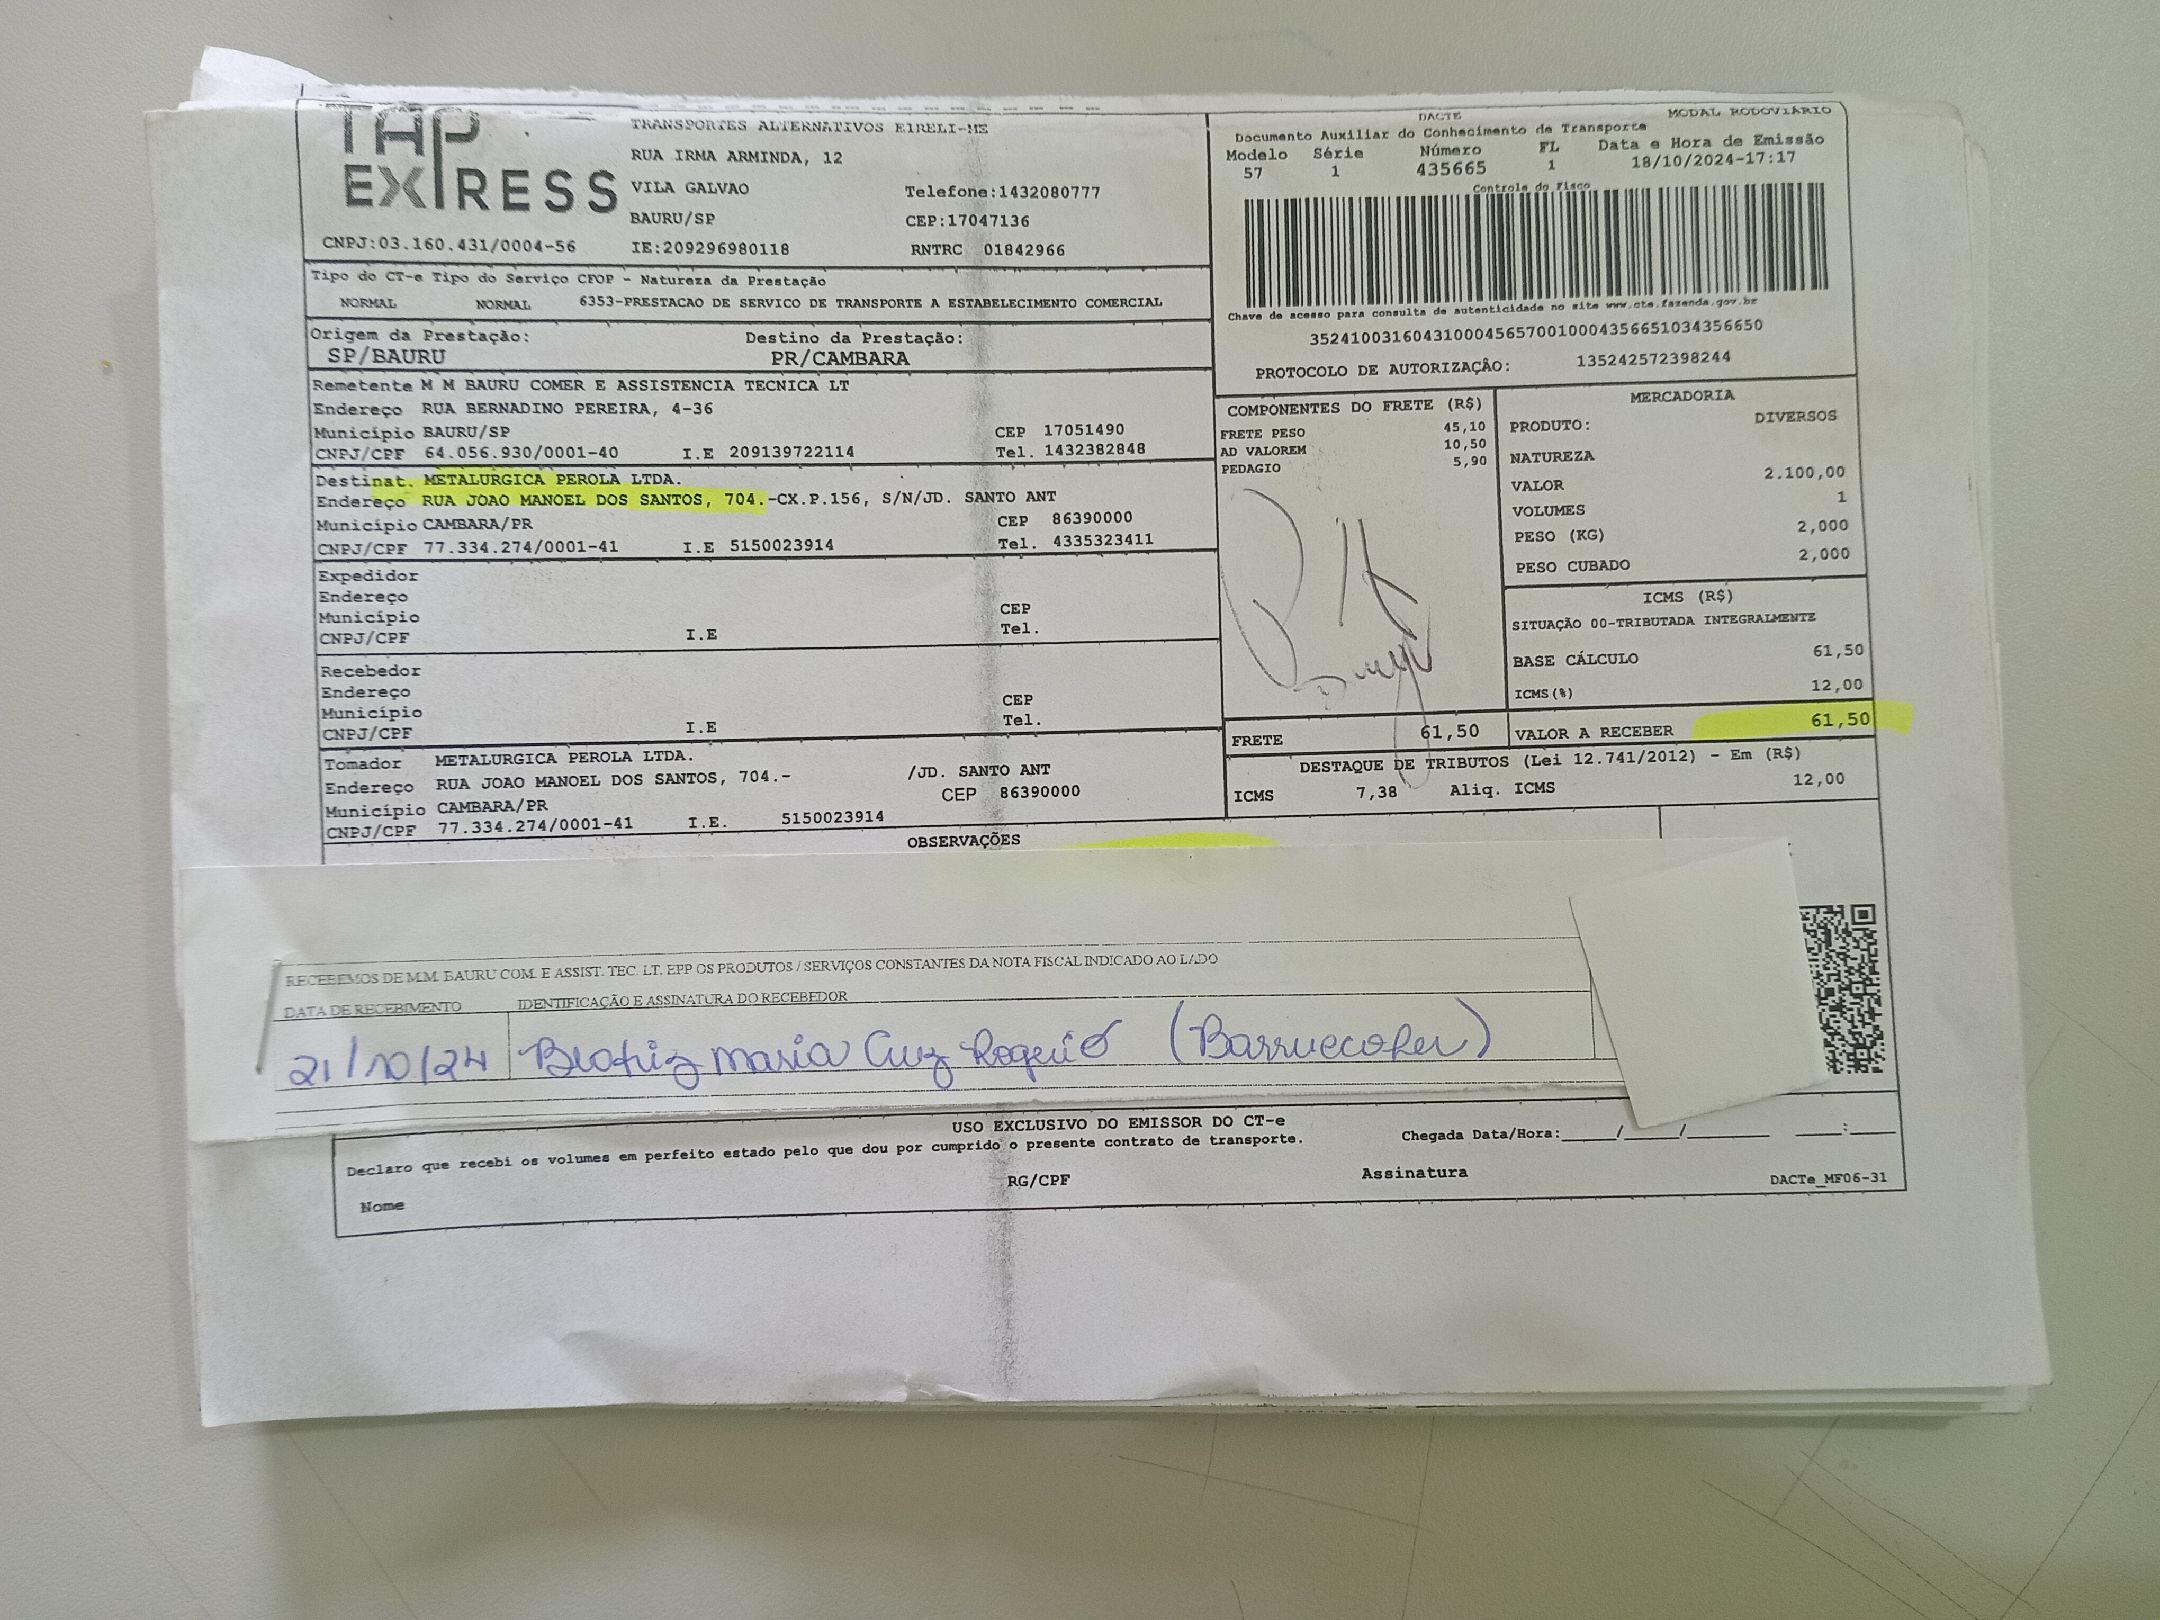 TAP
EXPRESS
TRANSPORTES ALTERNATIVOS EIRELI-ME
RUA IRMA ARMINDA, 12
VILA GALVAO Telefone:1432080777
BAURU/SP CEP:17047136
CNPJ:03.160.431/0004-56 IE:209296980118 RNTRC 01842966
DACTE MODAL RODOVIÁRIO
Documento Auxiliar do Conhecimento de Transporte
Modelo Série Número FL Data e Hora de Emissão
57 1 435665 1 18/10/2024-17:17
Controle do Fisco
Chave de acesso para consulta de autenticidade no site www.cte.fazenda.gov.br
35241003160431000456570010004356651034356650
PROTOCOLO DE AUTORIZAÇÃO: 135242572398244
Tipo do CT-e Tipo do Serviço CFOP - Natureza da Prestação
NORMAL NORMAL 6353-PRESTACAO DE SERVICO DE TRANSPORTE A ESTABELECIMENTO COMERCIAL
Origem da Prestação: Destino da Prestação:
SP/BAURU PR/CAMBARA
Remetente M M BAURU COMER E ASSISTENCIA TECNICA LT
Endereço RUA BERNADINO PEREIRA, 4-36
Município BAURU/SP CEP 17051490
CNPJ/CPF 64.056.930/0001-40 I.E 209139722114 Tel. 1432382848
Destinat. METALURGICA PEROLA LTDA.
Endereço RUA JOAO MANOEL DOS SANTOS, 704.-CX.P.156, S/N/JD. SANTO ANT
Município CAMBARA/PR CEP 86390000
CNPJ/CPF 77.334.274/0001-41 I.E 5150023914 Tel. 4335323411
Expedidor
Endereço
Município CEP
CNPJ/CPF I.E Tel.
Recebedor
Endereço
Município CEP
CNPJ/CPF I.E Tel.
Tomador METALURGICA PEROLA LTDA.
Endereço RUA JOAO MANOEL DOS SANTOS, 704.- /JD. SANTO ANT
Município CAMBARA/PR CEP 86390000
CNPJ/CPF 77.334.274/0001-41 I.E. 5150023914
COMPONENTES DO FRETE (R$)
FRETE PESO 45,10
AD VALOREM 10,50
PEDAGIO 5,90
FRETE 61,50
MERCADORIA
PRODUTO: DIVERSOS
NATUREZA
VALOR 2.100,00
VOLUMES 1
PESO (KG) 2,000
PESO CUBADO 2,000
ICMS (R$)
SITUAÇÃO 00-TRIBUTADA INTEGRALMENTE
BASE CÁLCULO 61,50
ICMS(%) 12,00
VALOR A RECEBER 61,50
DESTAQUE DE TRIBUTOS (Lei 12.741/2012) - Em (R$)
ICMS 7,38 Aliq. ICMS 12,00
OBSERVAÇÕES
RECEBEMOS DE M.M. BAURU COM. E ASSIST. TEC. LT. EPP OS PRODUTOS / SERVIÇOS CONSTANTES DA NOTA FISCAL INDICADO AO LADO
DATA DE RECEBIMENTO IDENTIFICAÇÃO E ASSINATURA DO RECEBEDOR
21/10/24 Beatriz Maria Cruz Rogerio
USO EXCLUSIVO DO EMISSOR DO CT-e
Declaro que recebi os volumes em perfeito estado pelo que dou por cumprido o presente contrato de transporte.
Chegada Data/Hora:_____/_____/________ ____:____
Nome RG/CPF Assinatura
DACTe_MF06-31